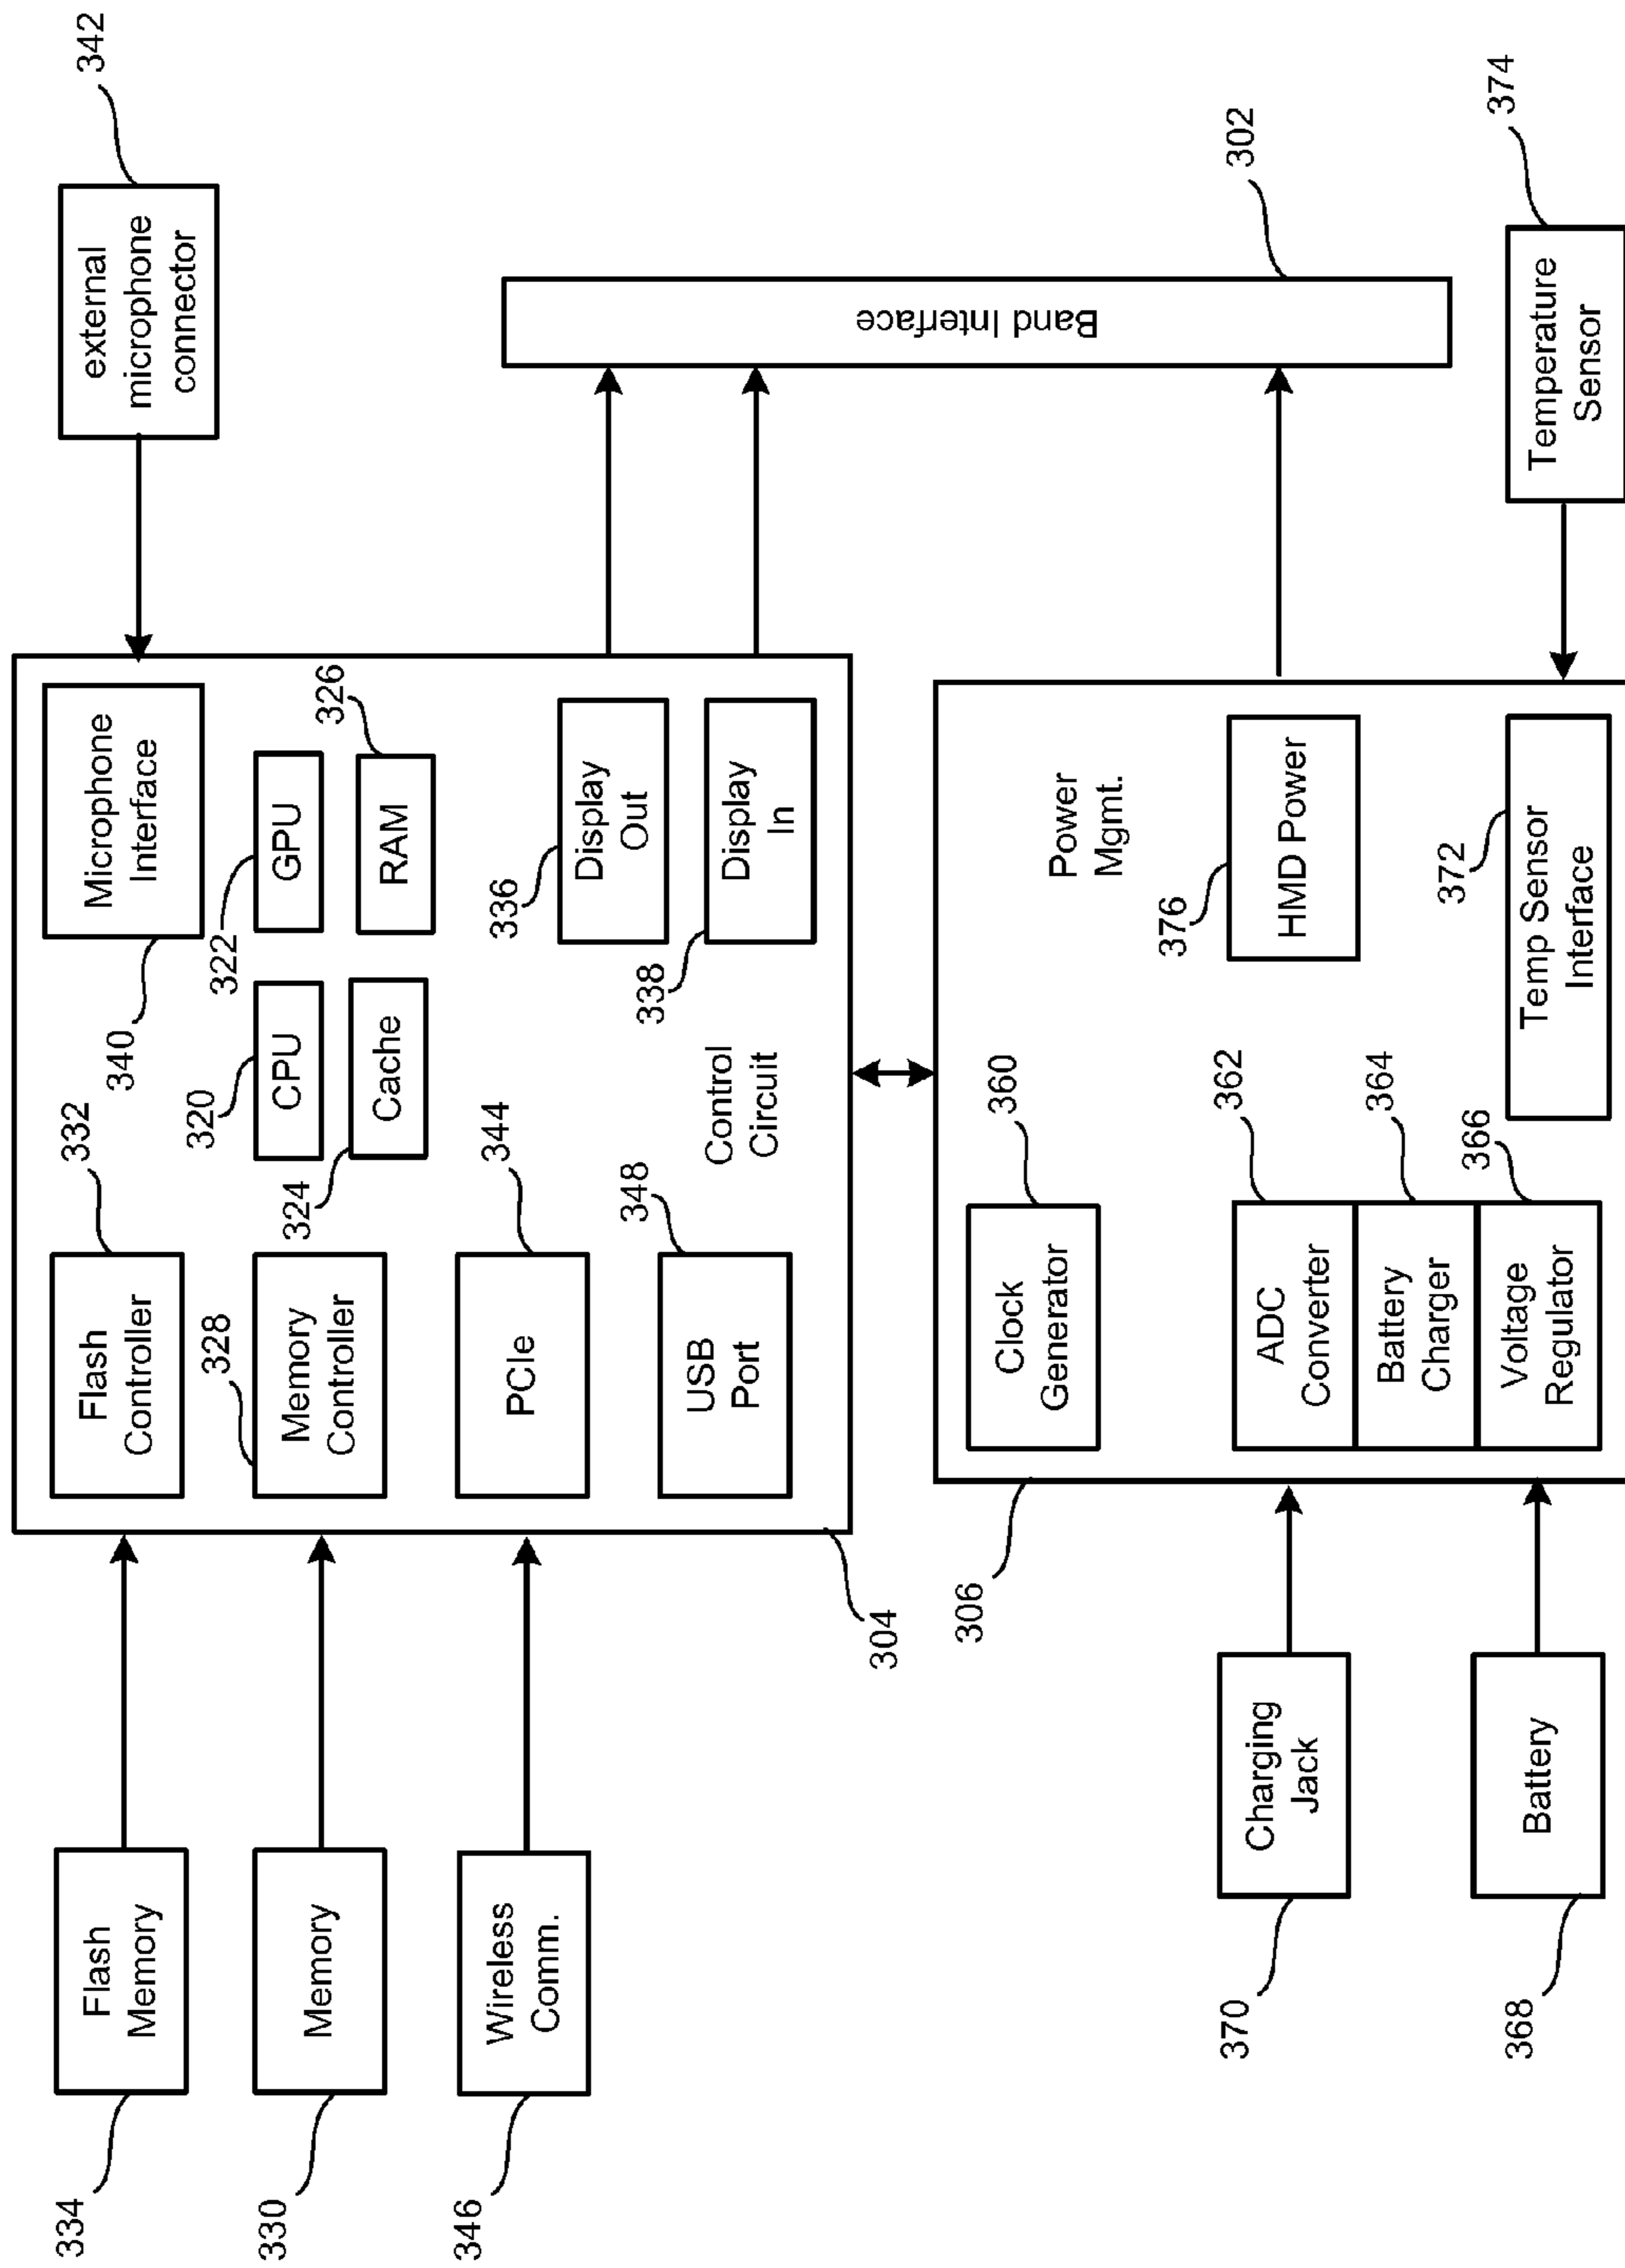 334
Flash
Memory
330
Memory
346
Wireless
Comm.
332
Flash
Controller
328
Memory
Controller
344
PCIe
348
USB
Port
304
340
Microphone
Interface
320
CPU
322
GPU
324
Cache
326
RAM
336
Display
Out
338
Display
In
Control
Circuit
342
external
microphone
connector
302
Band Interface
370
Charging
Jack
368
Battery
306
360
Clock
Generator
362
ADC
Converter
364
Battery
Charger
366
Voltage
Regulator
Power
Mgmt.
376
HMD Power
372
Temp Sensor
Interface
374
Temperature
Sensor